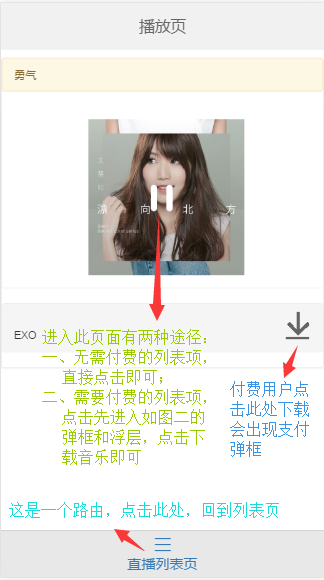 播放页
勇气
漂 向 北 方
EXO
进入此页面有两种途径：
一、无需付费的列表项，
直接点击即可；
二、需要付费的列表项，
点击先进入如图二的
弹框和浮层，点击下
载音乐即可
付费用户点
击此处下载
会出现支付
弹框
这是一个路由，点击此处，回到列表页
直播列表页